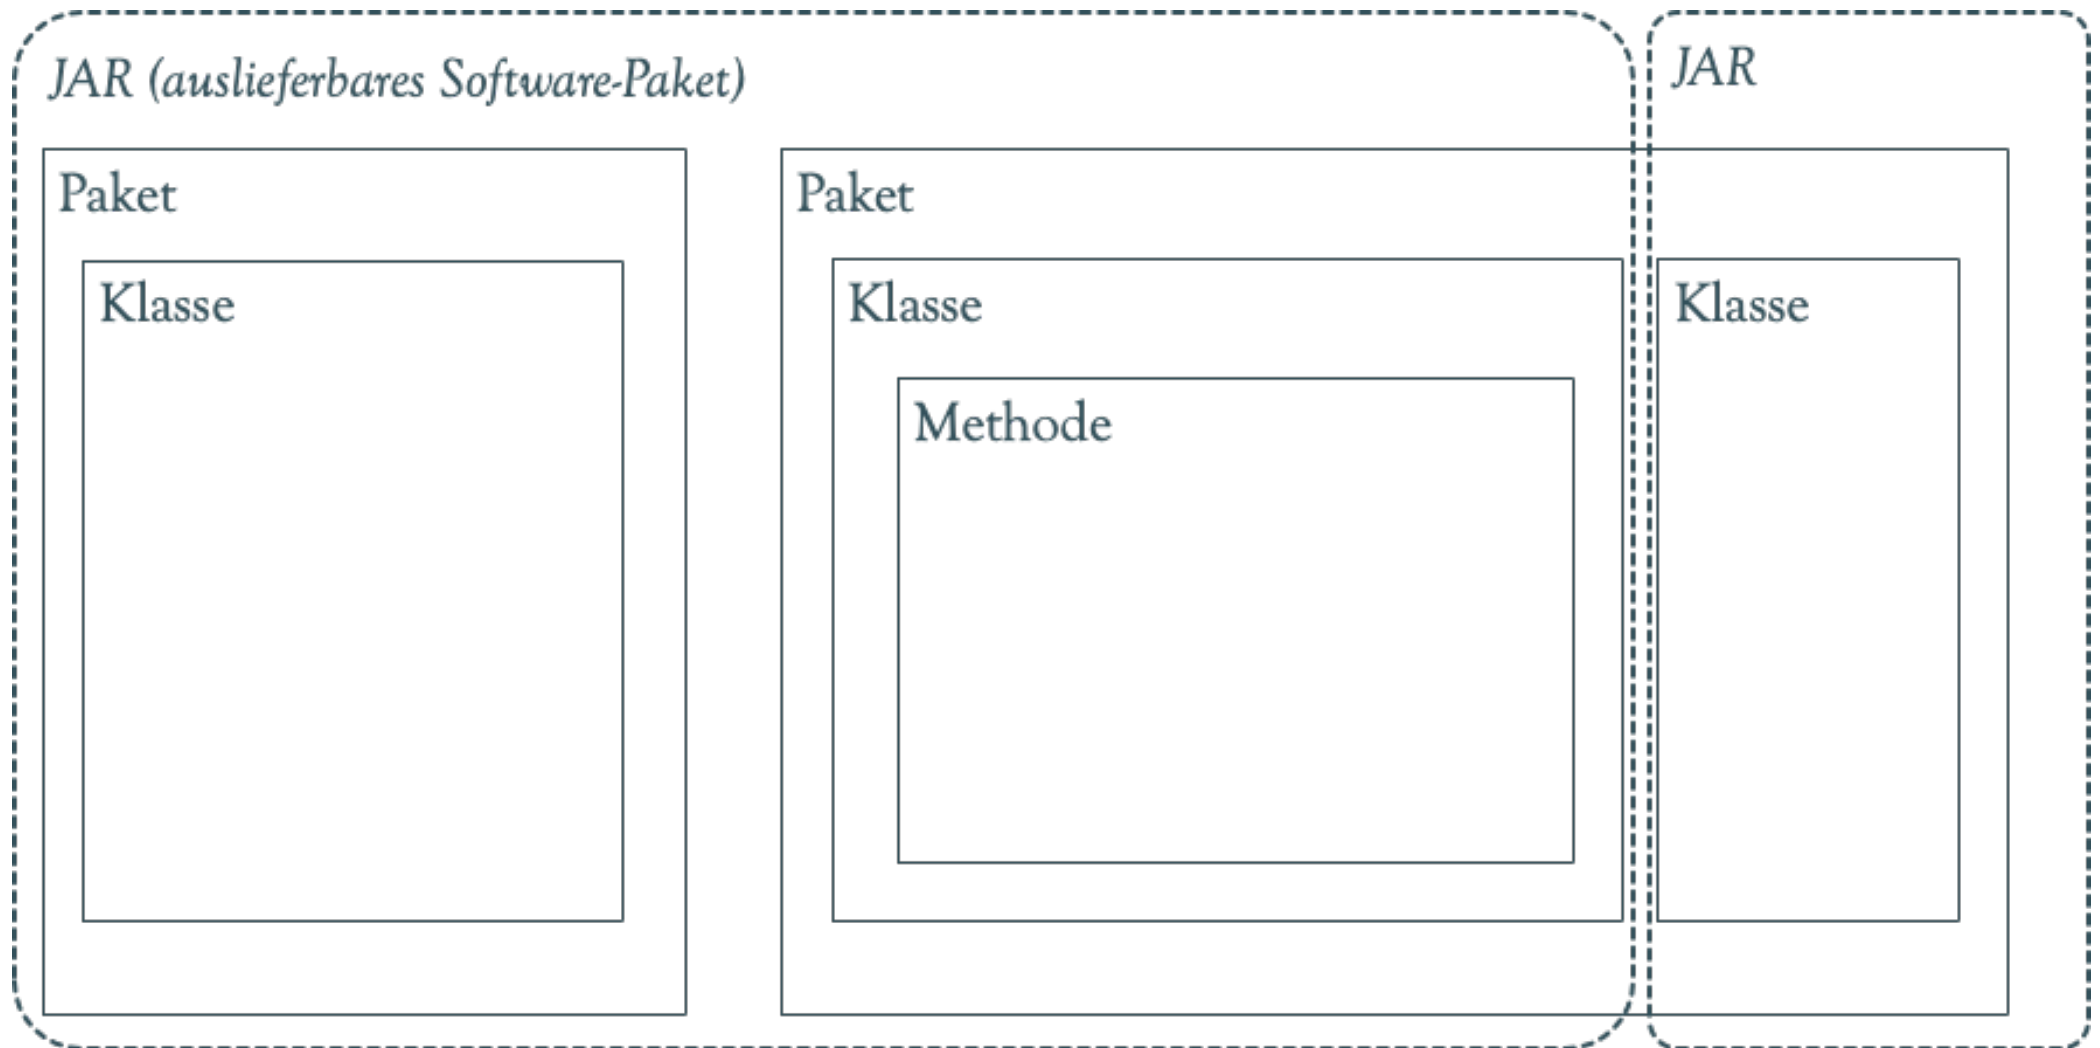 JAR (auslieferbares Software-Paket)
JAR
Paket
Paket
Klasse
Klasse
Klasse
Methode